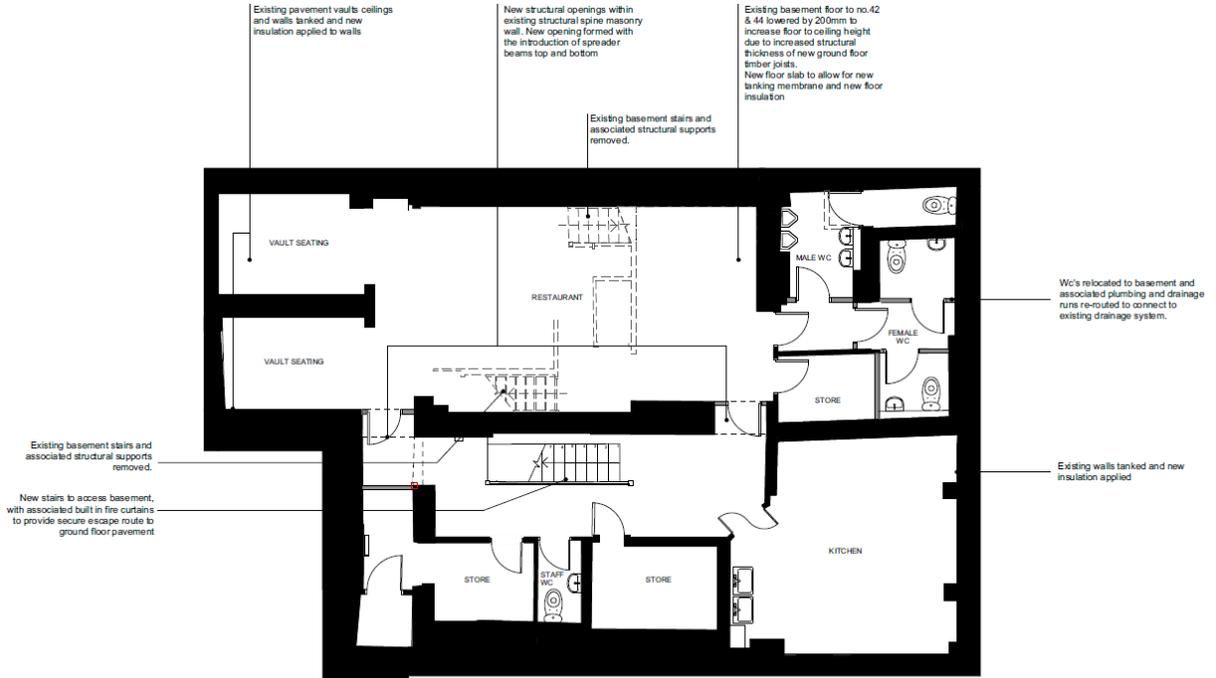 Existing pavement vaults ceilings
and walls tanked and new
insulation applied to walls
New structural openings within
existing structural spine masonry
wall. New opening formed with
the introduction of spreader
beams top and bottom
Existing basement floor to no.42
& 44 lowered by 200mm to
increase floor to ceiling height
due to increased structural
thickness of new ground floor
timber joists.
New floor slab to allow for new
tanking membrane and new floor
insulation
Existing basement stairs and
associated structural supports
removed.
VAULT SEATING
MALE WC
RESTAURANT
Wc's relocated to basement and
associated plumbing and drainage
runs re-routed to connect to
existing drainage system.
FEMALE
WC
VAULT SEATING
STORE
Existing basement stairs and
associated structural supports
removed.
Existing walls tanked and new
insulation applied
New stairs to access basement,
with associated built in fire curtains
to provide secure escape route to
ground floor pavement
KITCHEN
STORE
STAFF
WC
STORE